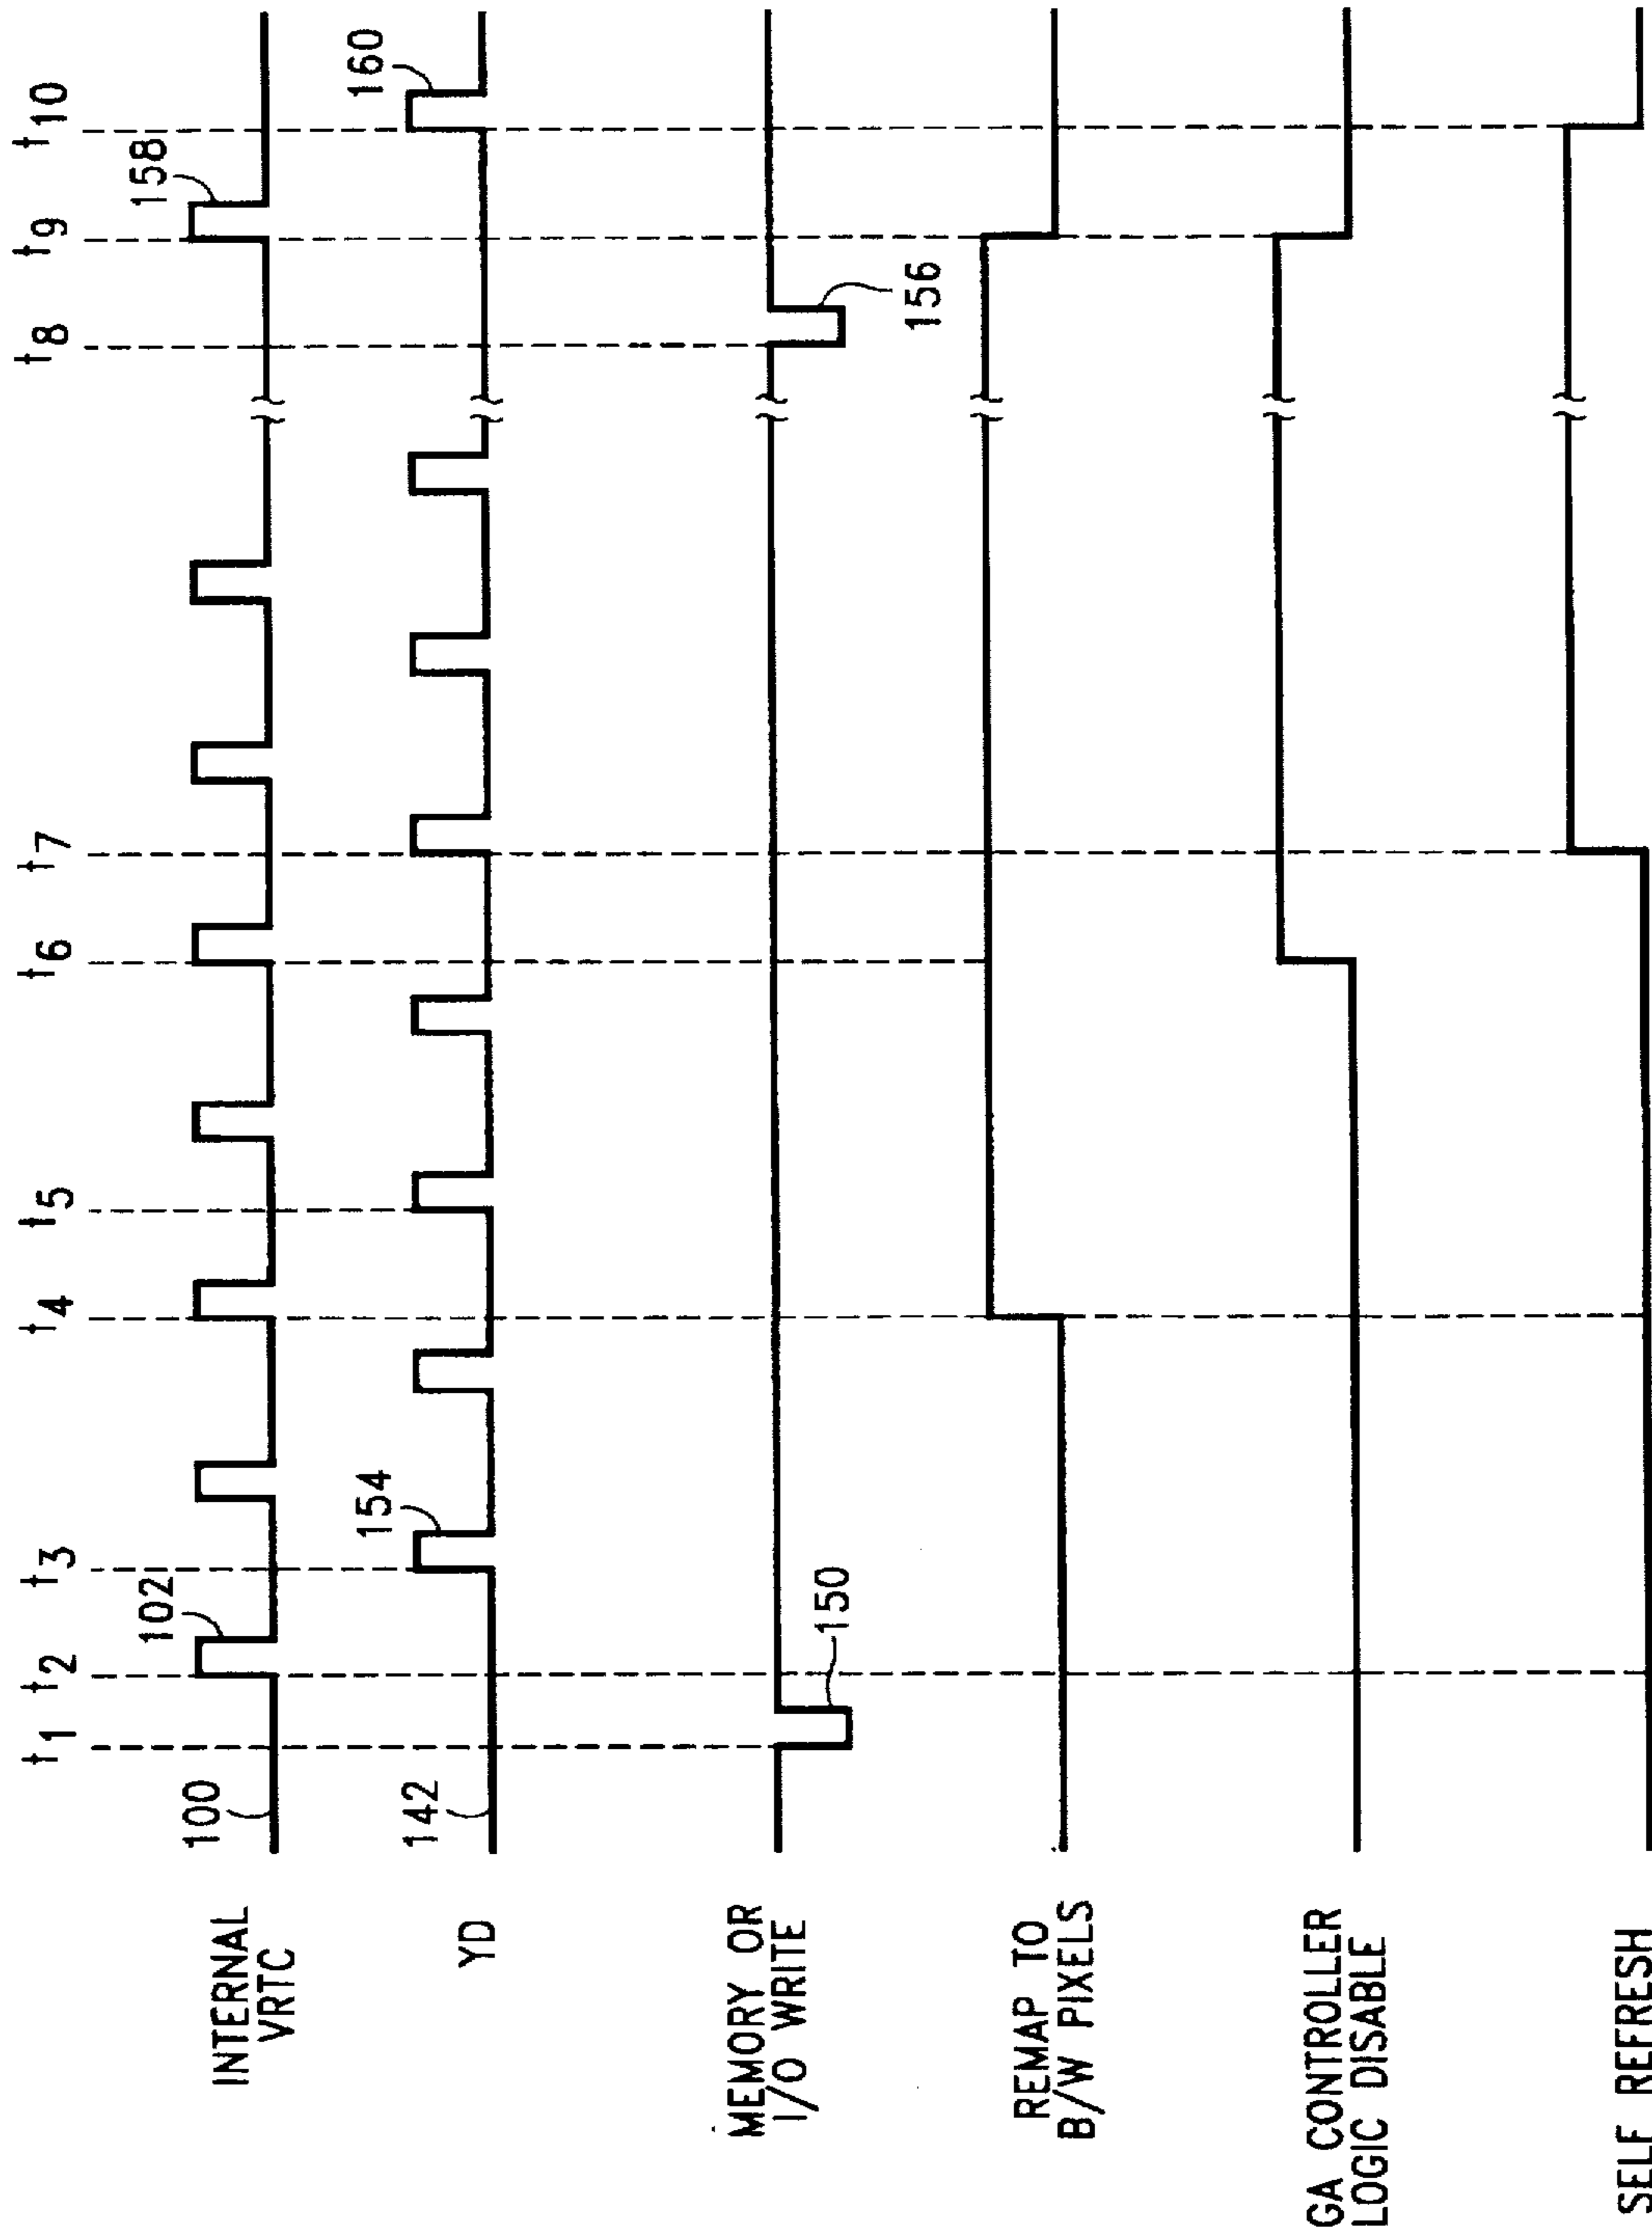 t1 t2 t3 t4 t5 t6 t7 t8 t9 t10
INTERNAL
VRTC
100
102
158
YD
142
154
160
MEMORY OR
I/O WRITE
150
156
REMAP TO
B/W PIXELS
GA CONTROLLER
LOGIC DISABLE
SELF REFRESH